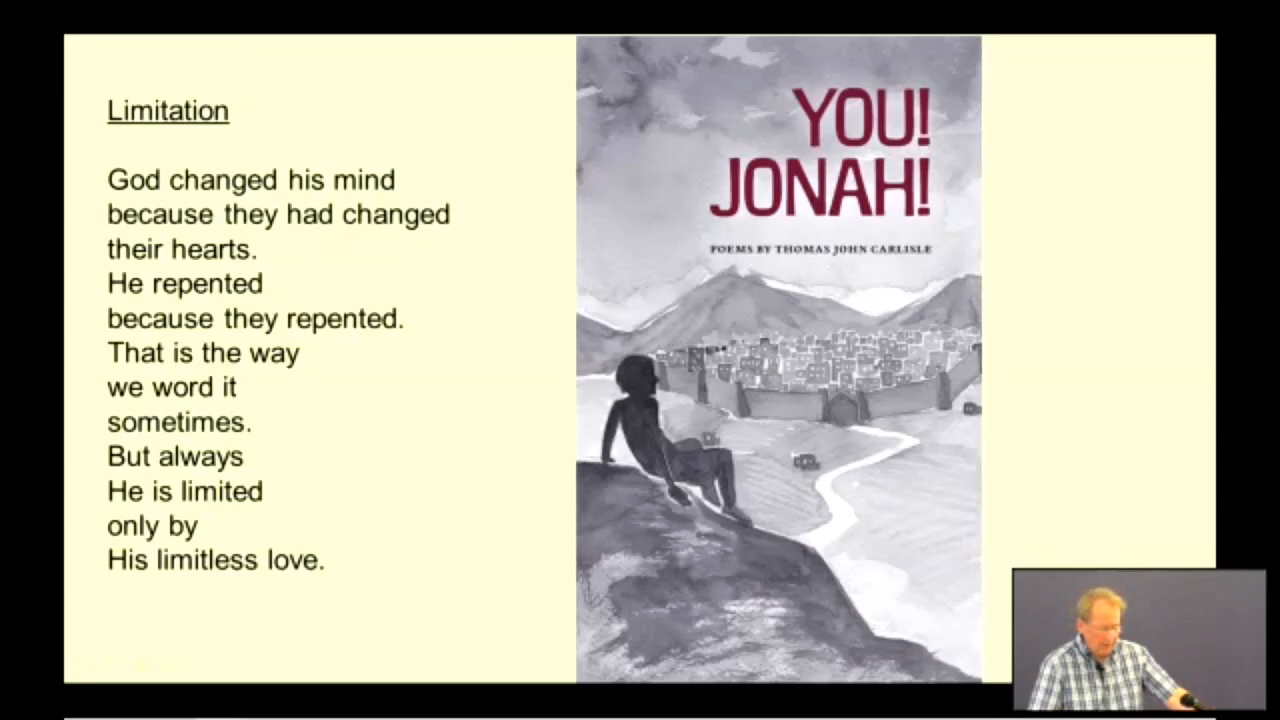 Limitation
God changed his mind
because they had changed
their hearts.
He repented
because they repented.
That is the way
we word it
sometimes.
But always
He is limited
only by
His limitless love.
YOU!
JONAH!
POEMS BY THOMAS JOHN CARLISLE